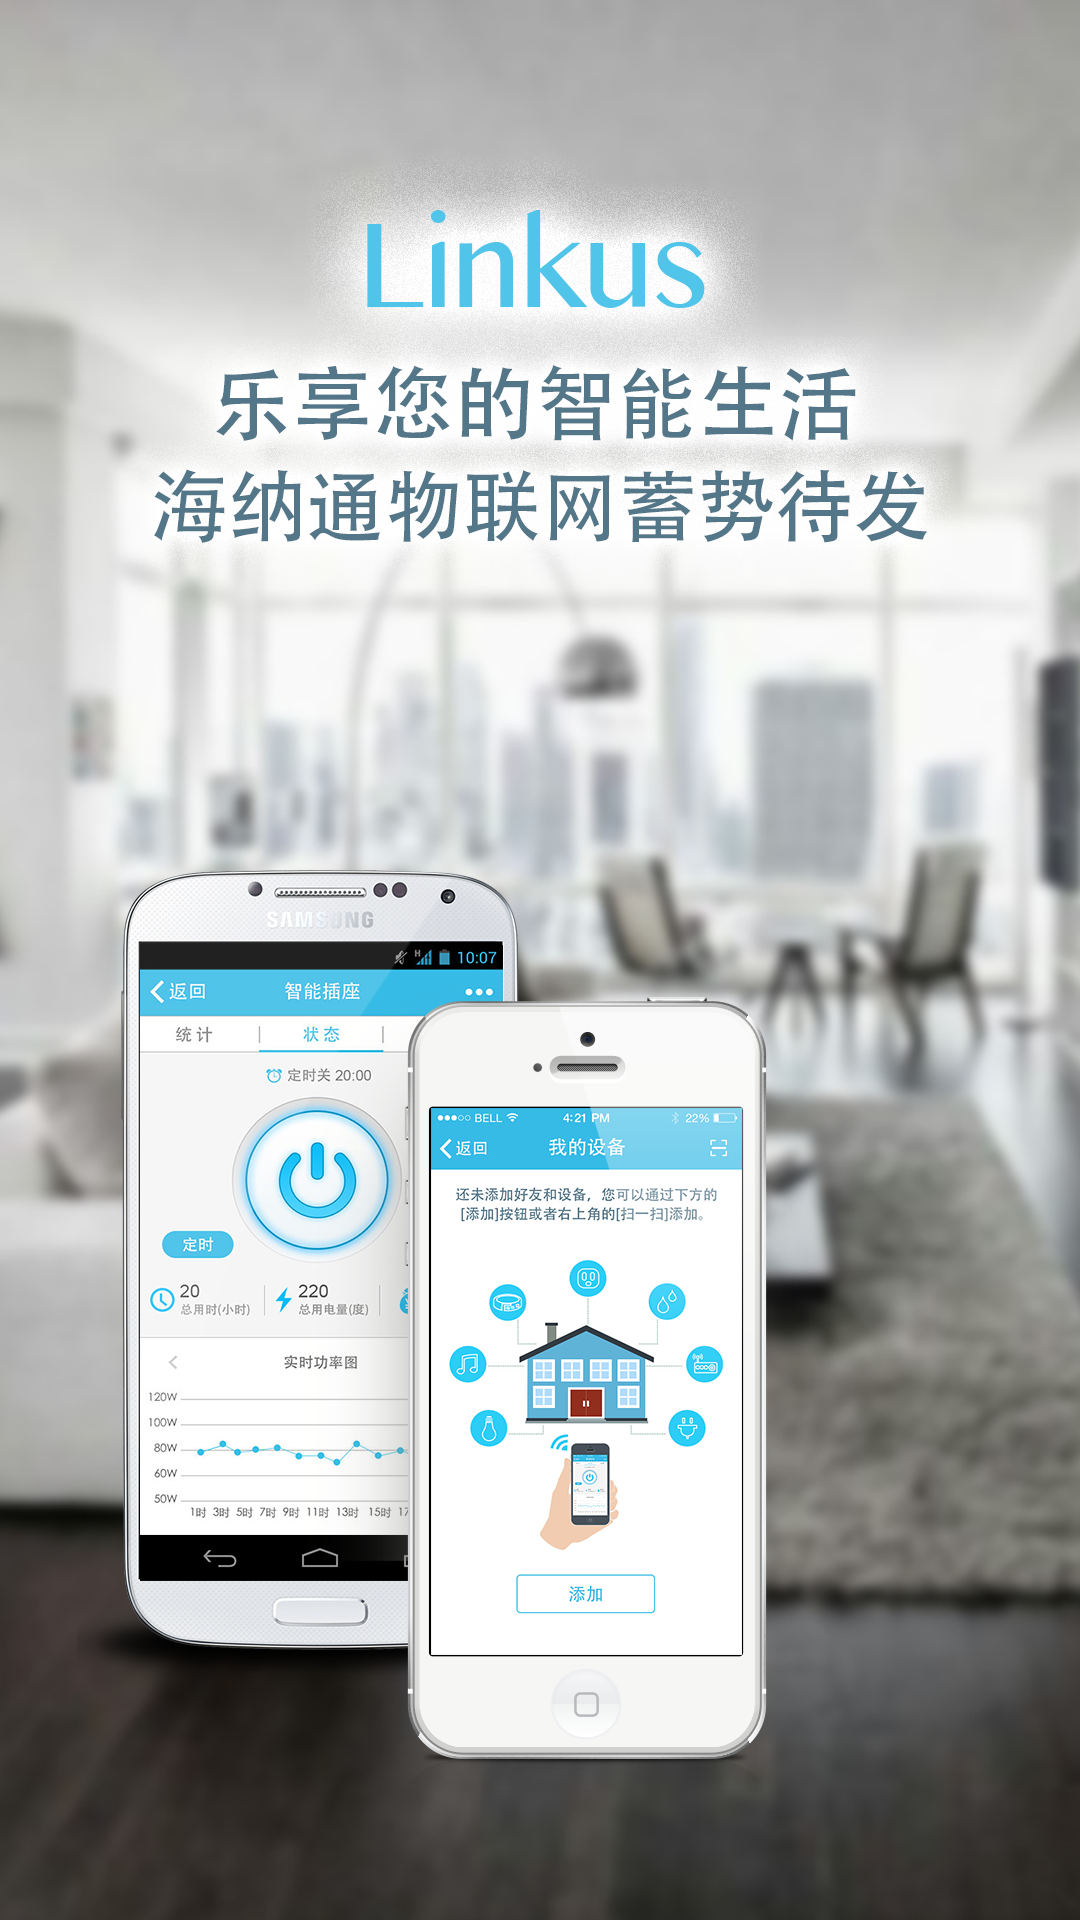 Linkus
乐享您的智能生活
海纳通物联网蓄势待发
SAMSUNG
H 10:07
返回 智能插座
统计 状态
定时关 20:00
定时
20 220
总用时(小时) 总用电量(度)
实时功率图
120W
100W
80W
60W
50W
1时 3时 5时 7时 9时 11时 13时 15时 17
BELL 4:21 PM 22%
返回 我的设备
还未添加好友和设备，您可以通过下方的
[添加]按钮或者右上角的[扫一扫]添加。
添加